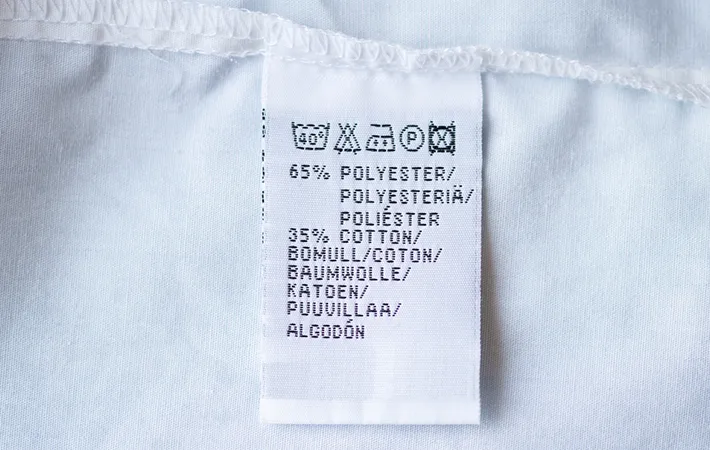 40° P
65% POLYESTER/
POLYESTERIÄ/
POLIÉSTER
35% COTTON/
BOMULL/COTON/
BAUMWOLLE/
KATOEN/
PUUVILLAA/
ALGODÓN